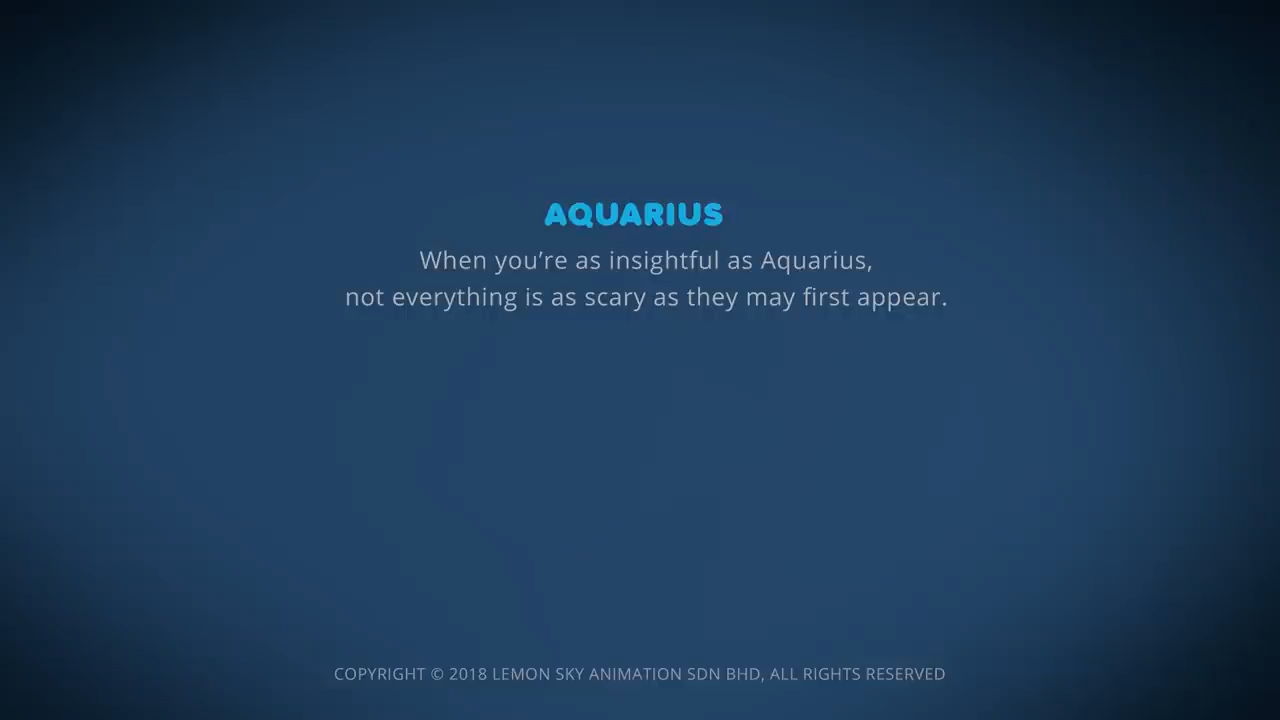 AQUARIUS
When you’re as insightful as Aquarius,
not everything is as scary as they may first appear.
COPYRIGHT © 2018 LEMON SKY ANIMATION SDN BHD, ALL RIGHTS RESERVED